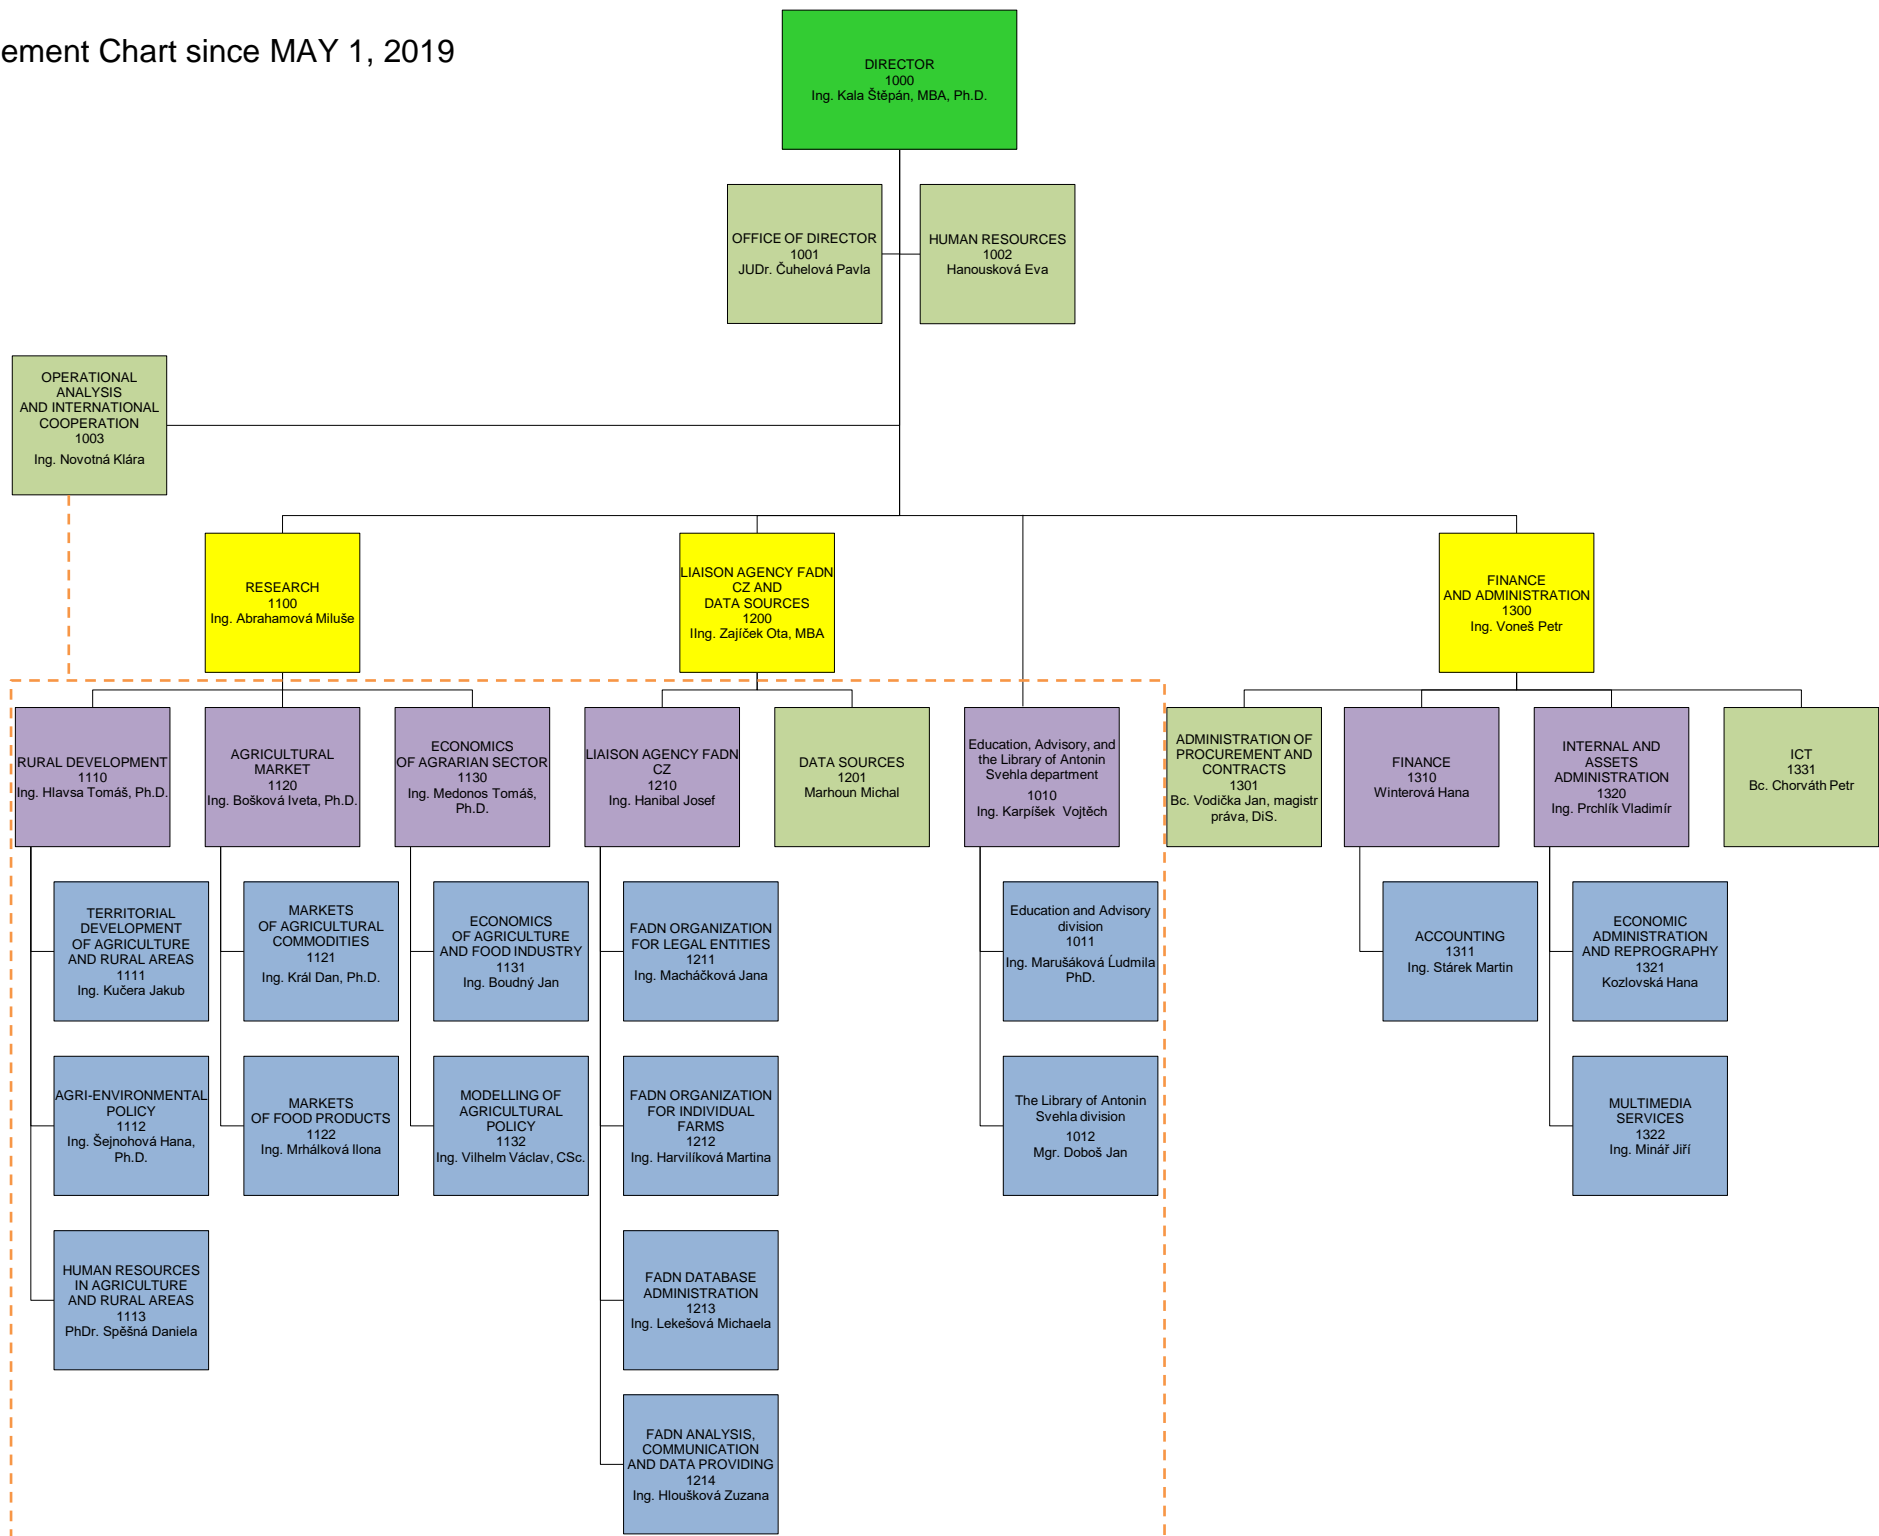 ement Chart since MAY 1, 2019
DIRECTOR
1000
Ing. Kala Štěpán, MBA, Ph.D.
OFFICE OF DIRECTOR
1001
JUDr. Čuhelová Pavla
HUMAN RESOURCES
1002
Hanousková Eva
OPERATIONAL
ANALYSIS
AND INTERNATIONAL
COOPERATION
1003
Ing. Novotná Klára
RESEARCH
1100
Ing. Abrahamová Miluše
LIAISON AGENCY FADN
CZ AND
DATA SOURCES
1200
IIng. Zajíček Ota, MBA
FINANCE
AND ADMINISTRATION
1300
Ing. Voneš Petr
RURAL DEVELOPMENT
1110
Ing. Hlavsa Tomáš, Ph.D.
AGRICULTURAL
MARKET
1120
Ing. Bošková Iveta, Ph.D.
ECONOMICS
OF AGRARIAN SECTOR
1130
Ing. Medonos Tomáš,
Ph.D.
LIAISON AGENCY FADN
CZ
1210
Ing. Hanibal Josef
DATA SOURCES
1201
Marhoun Michal
Education, Advisory, and
the Library of Antonin
Svehla department
1010
Ing. Karpíšek Vojtěch
ADMINISTRATION OF
PROCUREMENT AND
CONTRACTS
1301
Bc. Vodička Jan, magistr
práva, DiS.
FINANCE
1310
Winterová Hana
INTERNAL AND
ASSETS
ADMINISTRATION
1320
Ing. Prchlík Vladimír
ICT
1331
Bc. Chorváth Petr
TERRITORIAL
DEVELOPMENT
OF AGRICULTURE
AND RURAL AREAS
1111
Ing. Kučera Jakub
MARKETS
OF AGRICULTURAL
COMMODITIES
1121
Ing. Král Dan, Ph.D.
ECONOMICS
OF AGRICULTURE
AND FOOD INDUSTRY
1131
Ing. Boudný Jan
FADN ORGANIZATION
FOR LEGAL ENTITIES
1211
Ing. Macháčková Jana
Education and Advisory
division
1011
Ing. Marušáková Ĺudmila
PhD.
ACCOUNTING
1311
Ing. Stárek Martin
ECONOMIC
ADMINISTRATION
AND REPROGRAPHY
1321
Kozlovská Hana
AGRI-ENVIRONMENTAL
POLICY
1112
Ing. Šejnohová Hana,
Ph.D.
MARKETS
OF FOOD PRODUCTS
1122
Ing. Mrhálková Ilona
MODELLING OF
AGRICULTURAL
POLICY
1132
Ing. Vilhelm Václav, CSc.
FADN ORGANIZATION
FOR INDIVIDUAL
FARMS
1212
Ing. Harvilíková Martina
The Library of Antonin
Svehla division
1012
Mgr. Doboš Jan
MULTIMEDIA
SERVICES
1322
Ing. Minář Jiří
HUMAN RESOURCES
IN AGRICULTURE
AND RURAL AREAS
1113
PhDr. Spěšná Daniela
FADN DATABASE
ADMINISTRATION
1213
Ing. Lekešová Michaela
FADN ANALYSIS,
COMMUNICATION
AND DATA PROVIDING
1214
Ing. Hloušková Zuzana